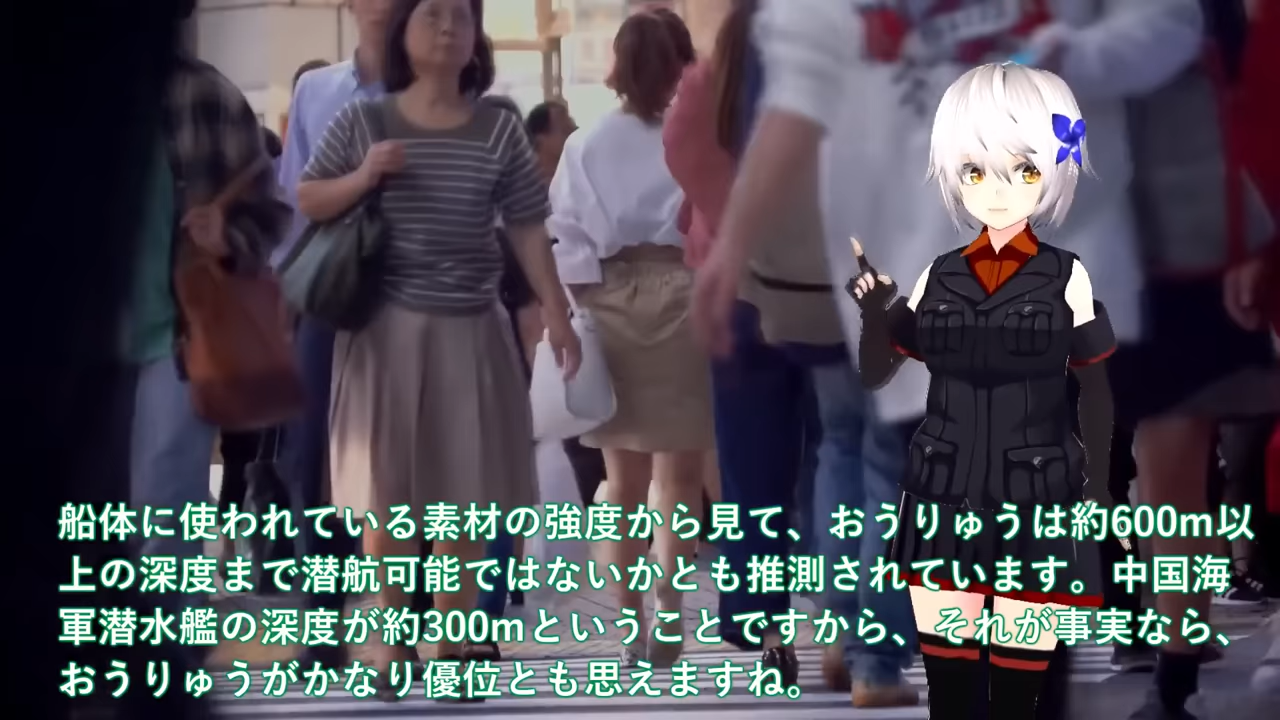 船体に使われている素材の強度から見て、おうりゅうは約600m以
上の深度まで潜航可能ではないかとも推測されています。中国海
軍潜水艦の深度が約300mということですから、それが事実なら、
おうりゅうがかなり優位とも思えますね。